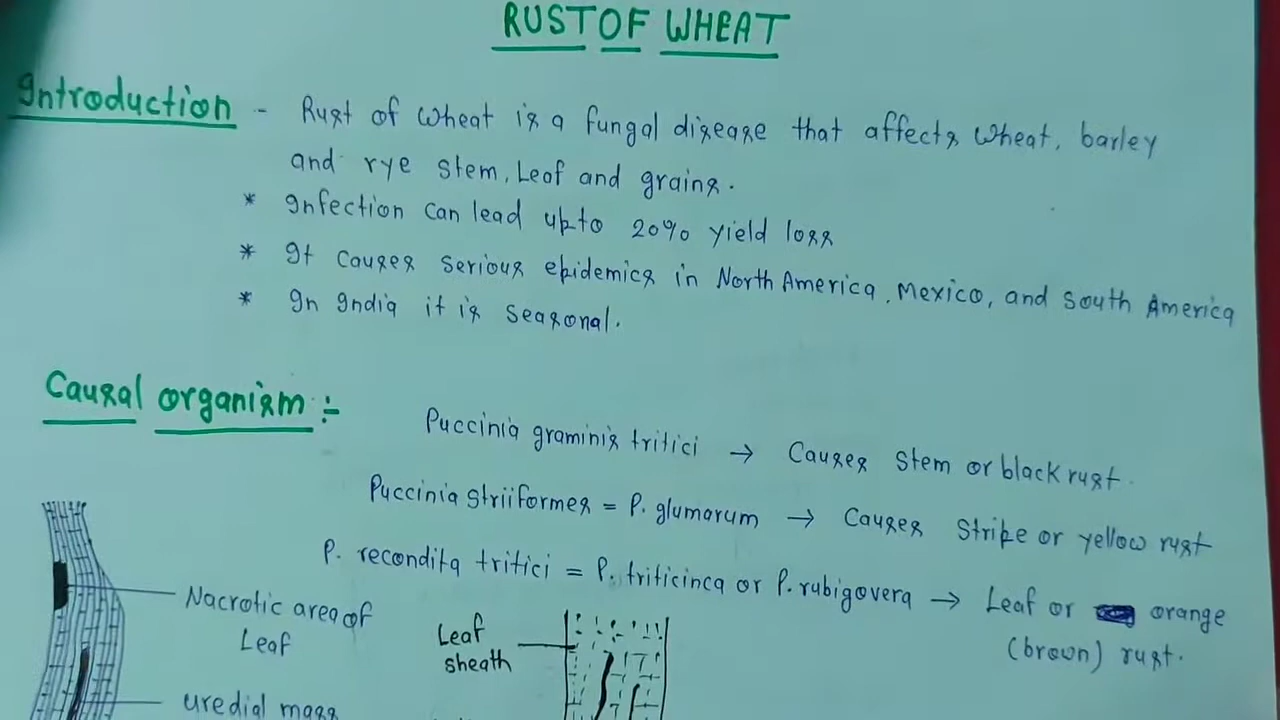 RUST OF WHEAT
Introduction - Rust of wheat is a fungal disease that affects wheat, barley
and rye stem, Leaf and grains.
* Infection can lead upto 20% yield loss
* It causes serious epidemics in North America, Mexico, and South America
* In India it is seasonal.
Causal organism :-
Puccinia graminis tritici → Causes Stem or black rust.
Puccinia striiformes = P. glumarum → Causes Stripe or yellow rust
P. recondita tritici = P. triticinca or P. rubigovera → Leaf or orange
(brown) rust.
Nacrotic area of
Leaf
Leaf
sheath
uredial mass